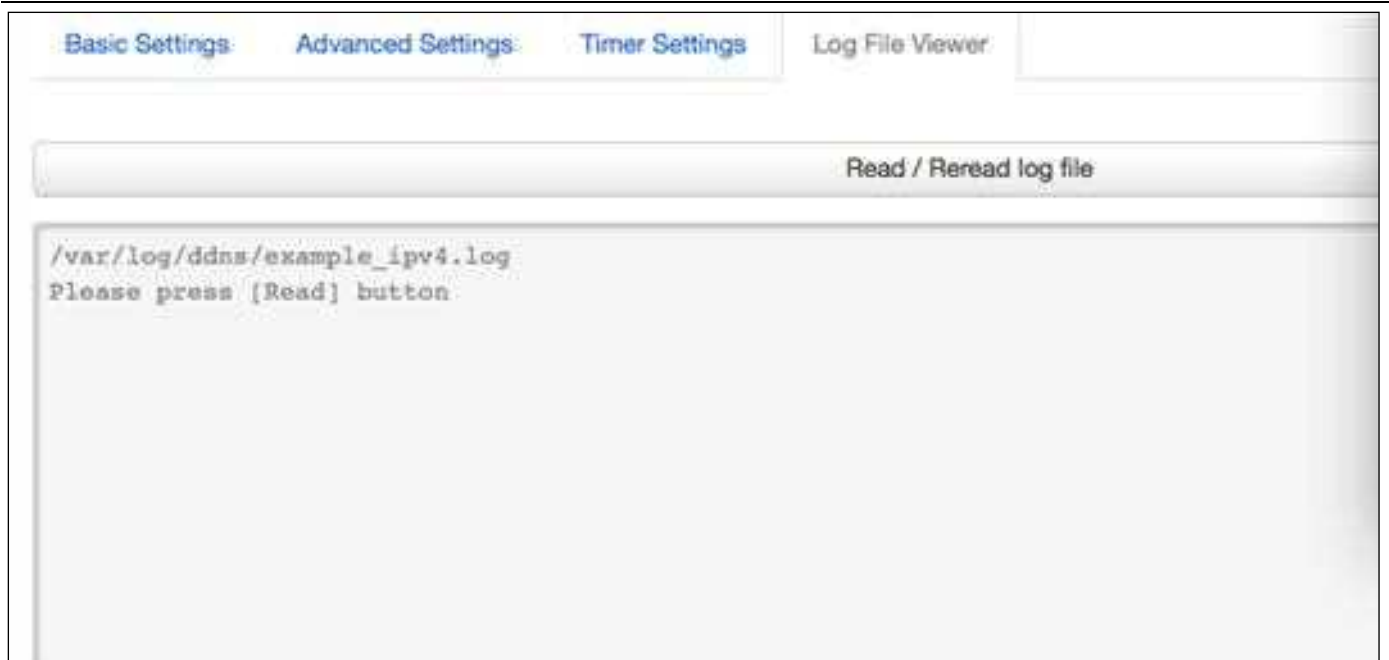 Basic Settings Advanced Settings Timer Settings Log File Viewer
Read / Reread log file
/var/log/ddns/example_ipv4.log
Please press [Read] button